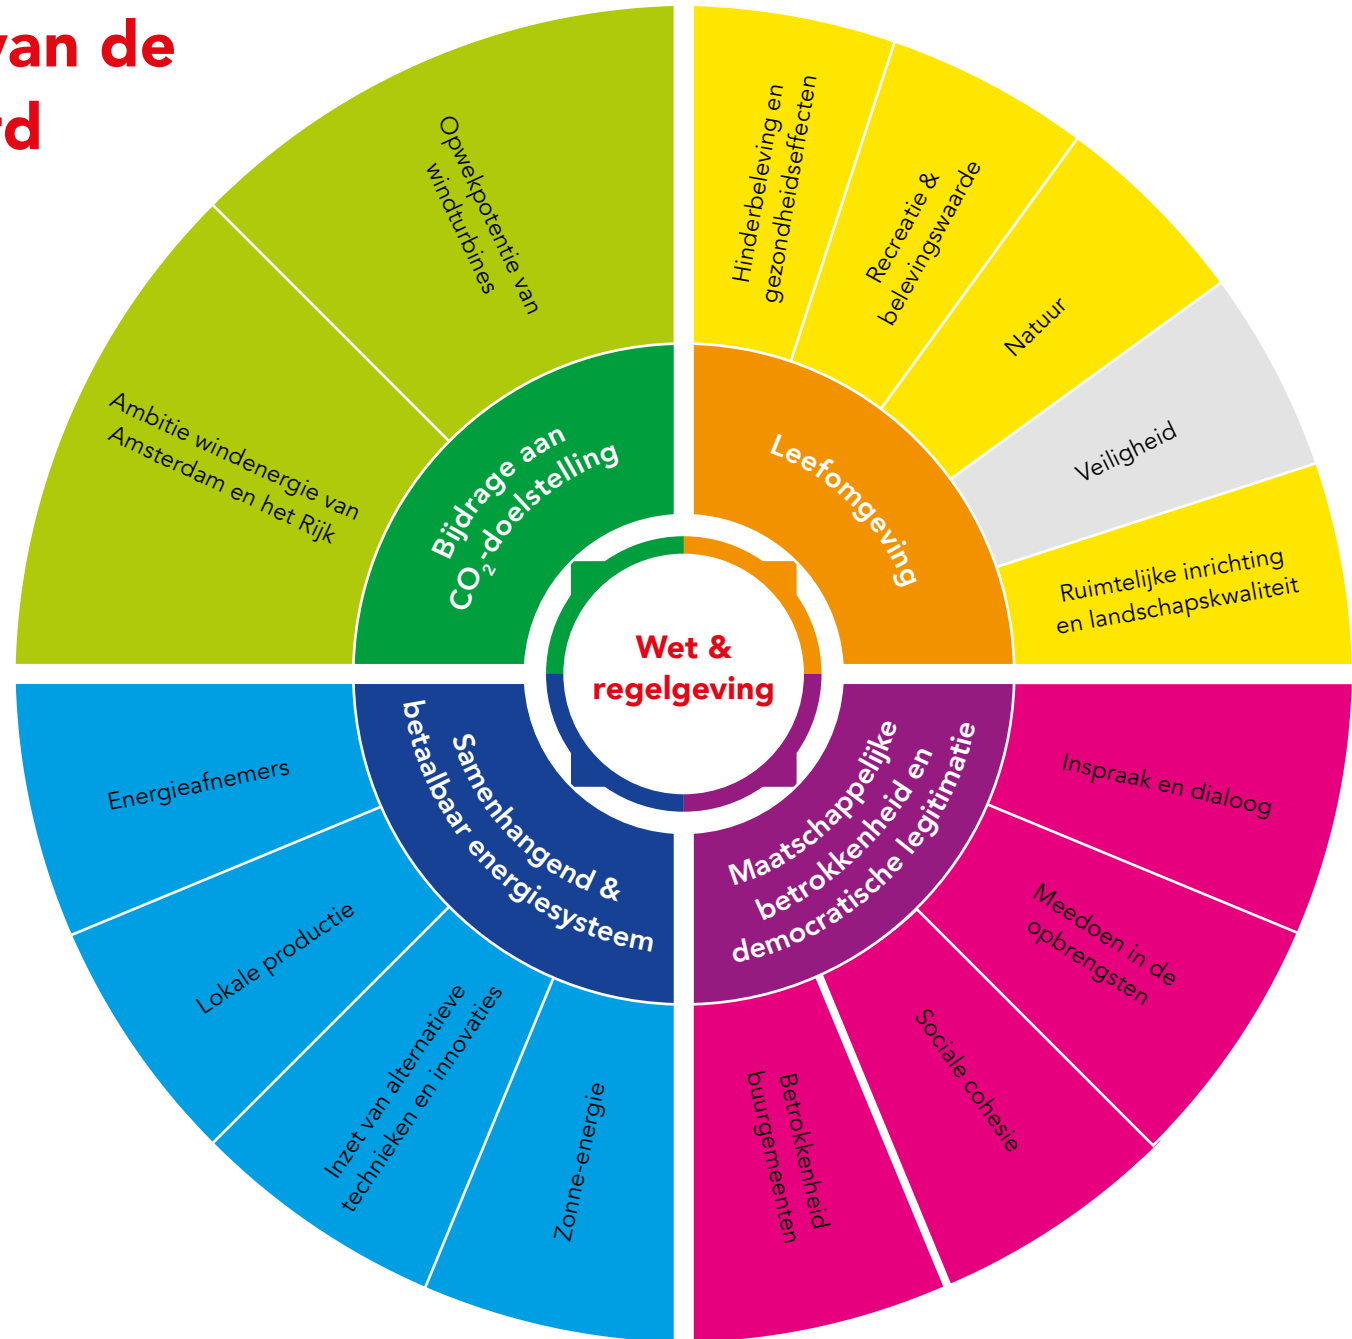 van de
rd
Opwekpotentie van
windturbines
Ambitie windenergie van
Amsterdam en het Rijk
Bijdrage aan
CO₂-doelstelling
Hinderbeleving en
gezondheidseffecten
Recreatie &
belevingswaarde
Natuur
Veiligheid
Ruimtelijke inrichting
en landschapskwaliteit
Leefomgeving
Wet &
regelgeving
Energieafnemers
Lokale productie
Inzet van alternatieve
technieken en innovaties
Zonne-energie
Samenhangend &
betaalbaar energiesysteem
Maatschappelijke
betrokkenheid en
democratische legitimatie
Inspraak en dialoog
Meedoen in de
opbrengsten
Sociale cohesie
Betrokkenheid
buurgemeenten